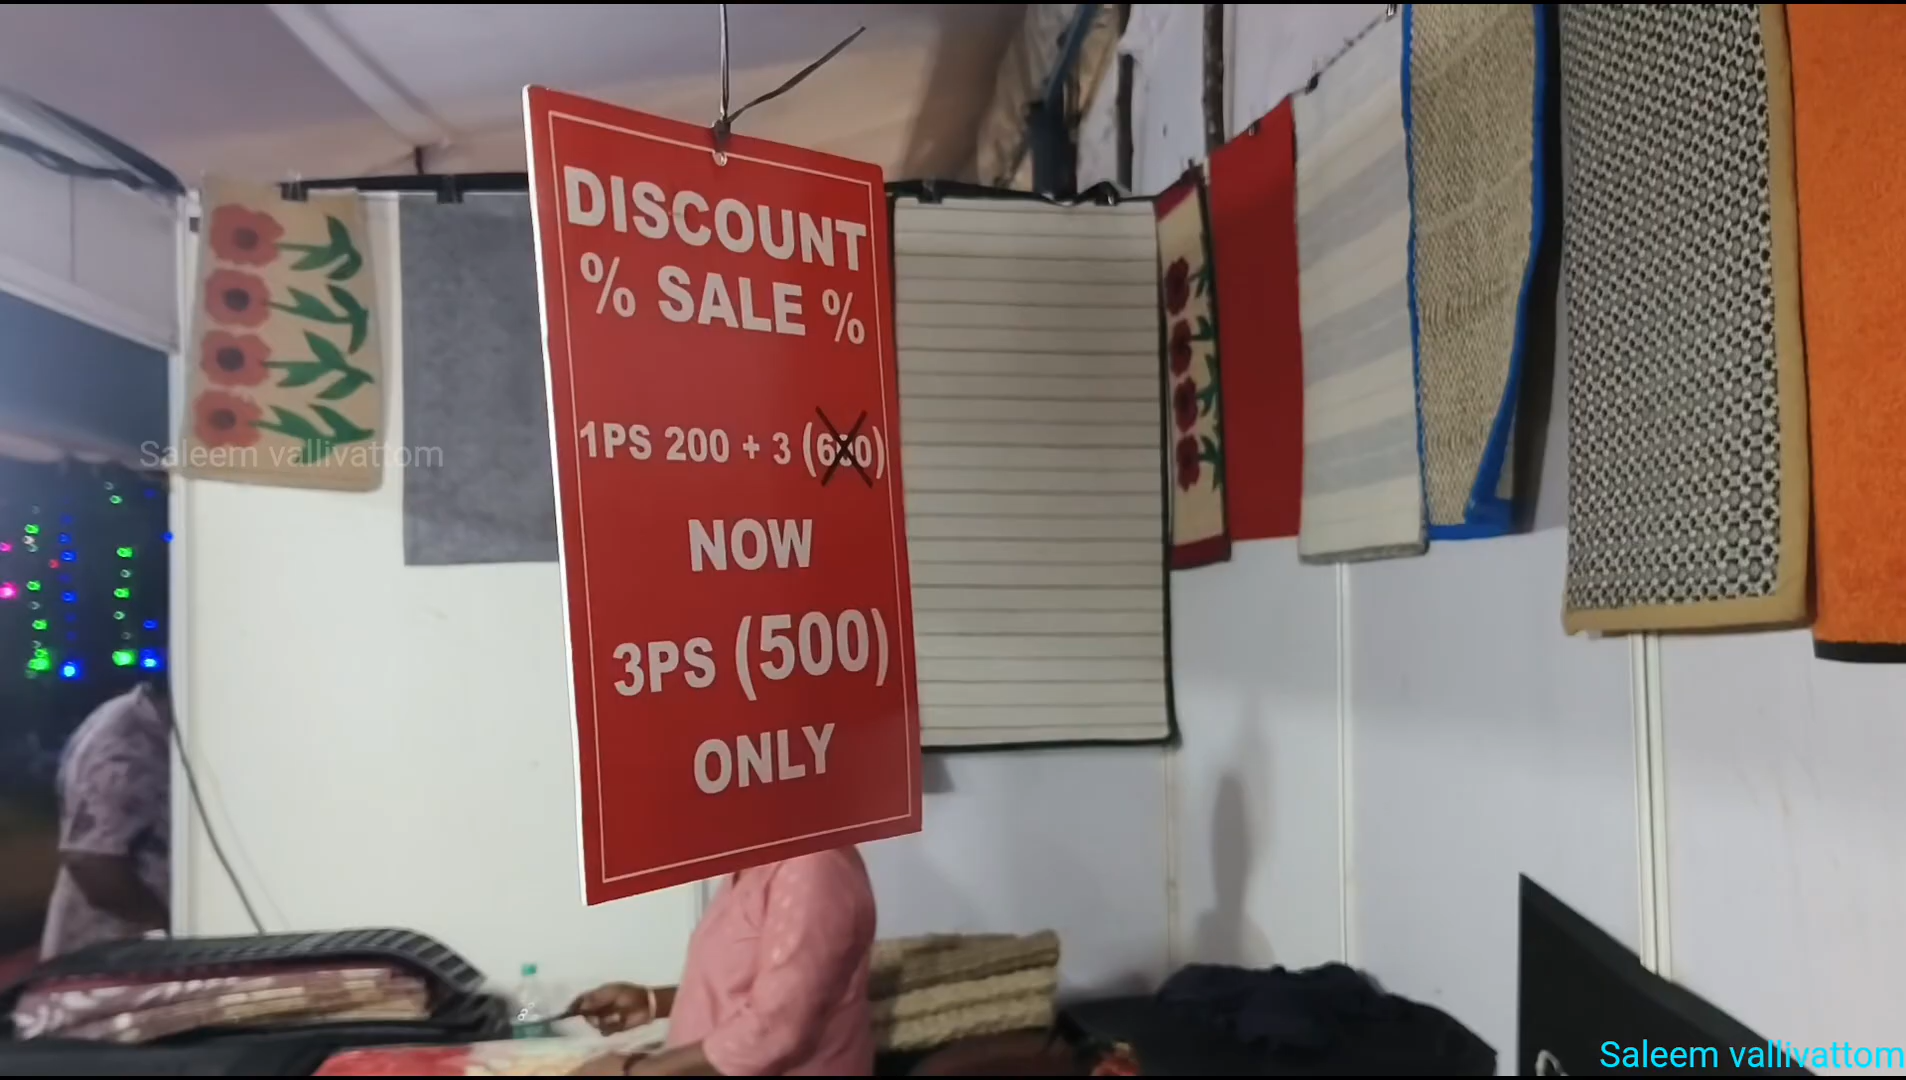 DISCOUNT
% SALE %
1PS 200 + 3 (600)
NOW
3PS (500)
ONLY
Saleem vallivattom
Saleem vallivattom